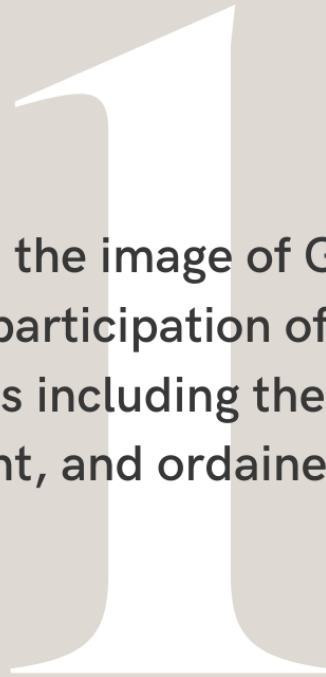 1
the image of G
participation of
s including the
nt, and ordaine